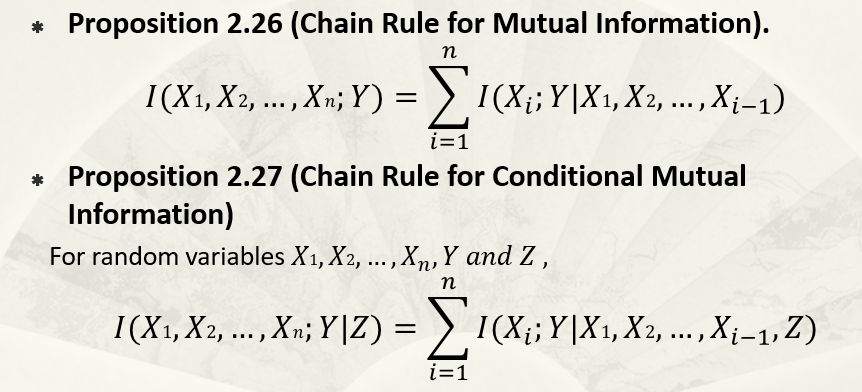 * Proposition 2.26 (Chain Rule for Mutual Information).
n
I(X₁, X₂, …, Xₙ; Y) = ∑ I(Xᵢ; Y|X₁, X₂, …, Xᵢ₋₁)
i=1
* Proposition 2.27 (Chain Rule for Conditional Mutual
Information)
For random variables X₁, X₂, …, Xₙ, Y and Z ,
n
I(X₁, X₂, …, Xₙ; Y|Z) = ∑ I(Xᵢ; Y|X₁, X₂, …, Xᵢ₋₁, Z)
i=1